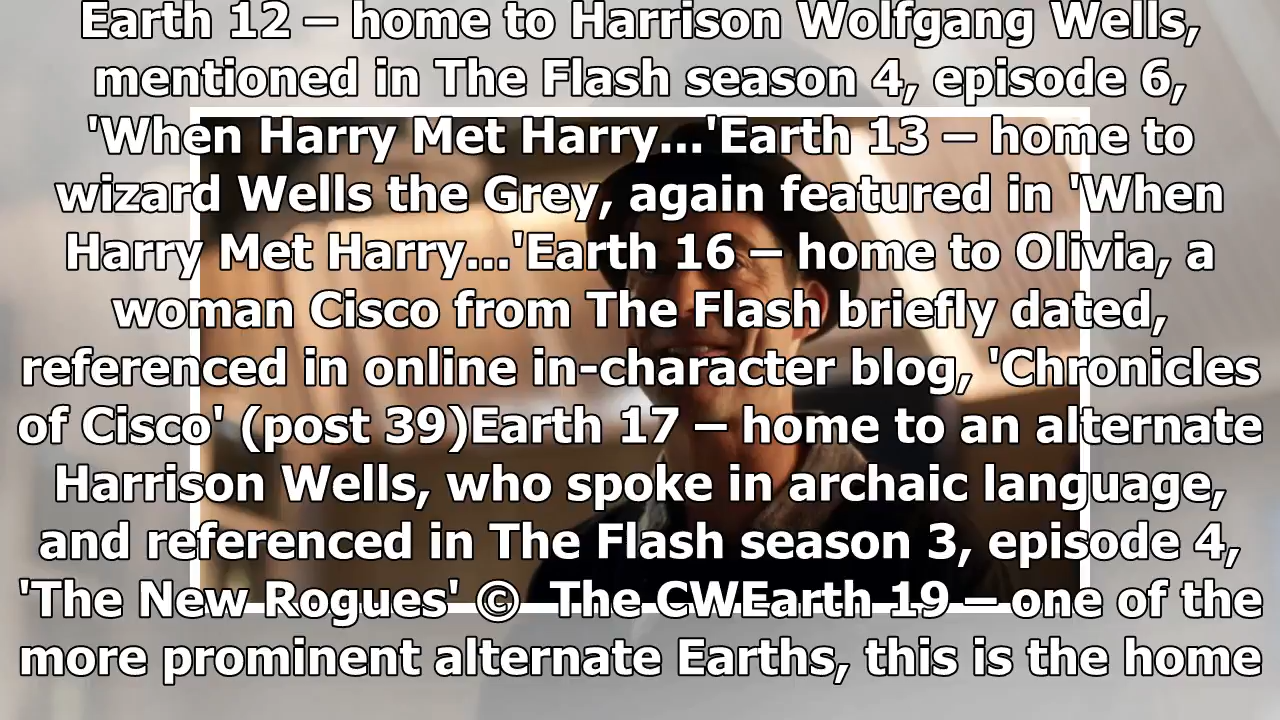 Earth 12 – home to Harrison Wolfgang Wells,
mentioned in The Flash season 4, episode 6,
'When Harry Met Harry...'Earth 13 – home to
wizard Wells the Grey, again featured in 'When
Harry Met Harry...'Earth 16 – home to Olivia, a
woman Cisco from The Flash briefly dated,
referenced in online in-character blog, 'Chronicles
of Cisco' (post 39)Earth 17 – home to an alternate
Harrison Wells, who spoke in archaic language,
and referenced in The Flash season 3, episode 4,
'The New Rogues' ©  The CWEarth 19 – one of the
more prominent alternate Earths, this is the home